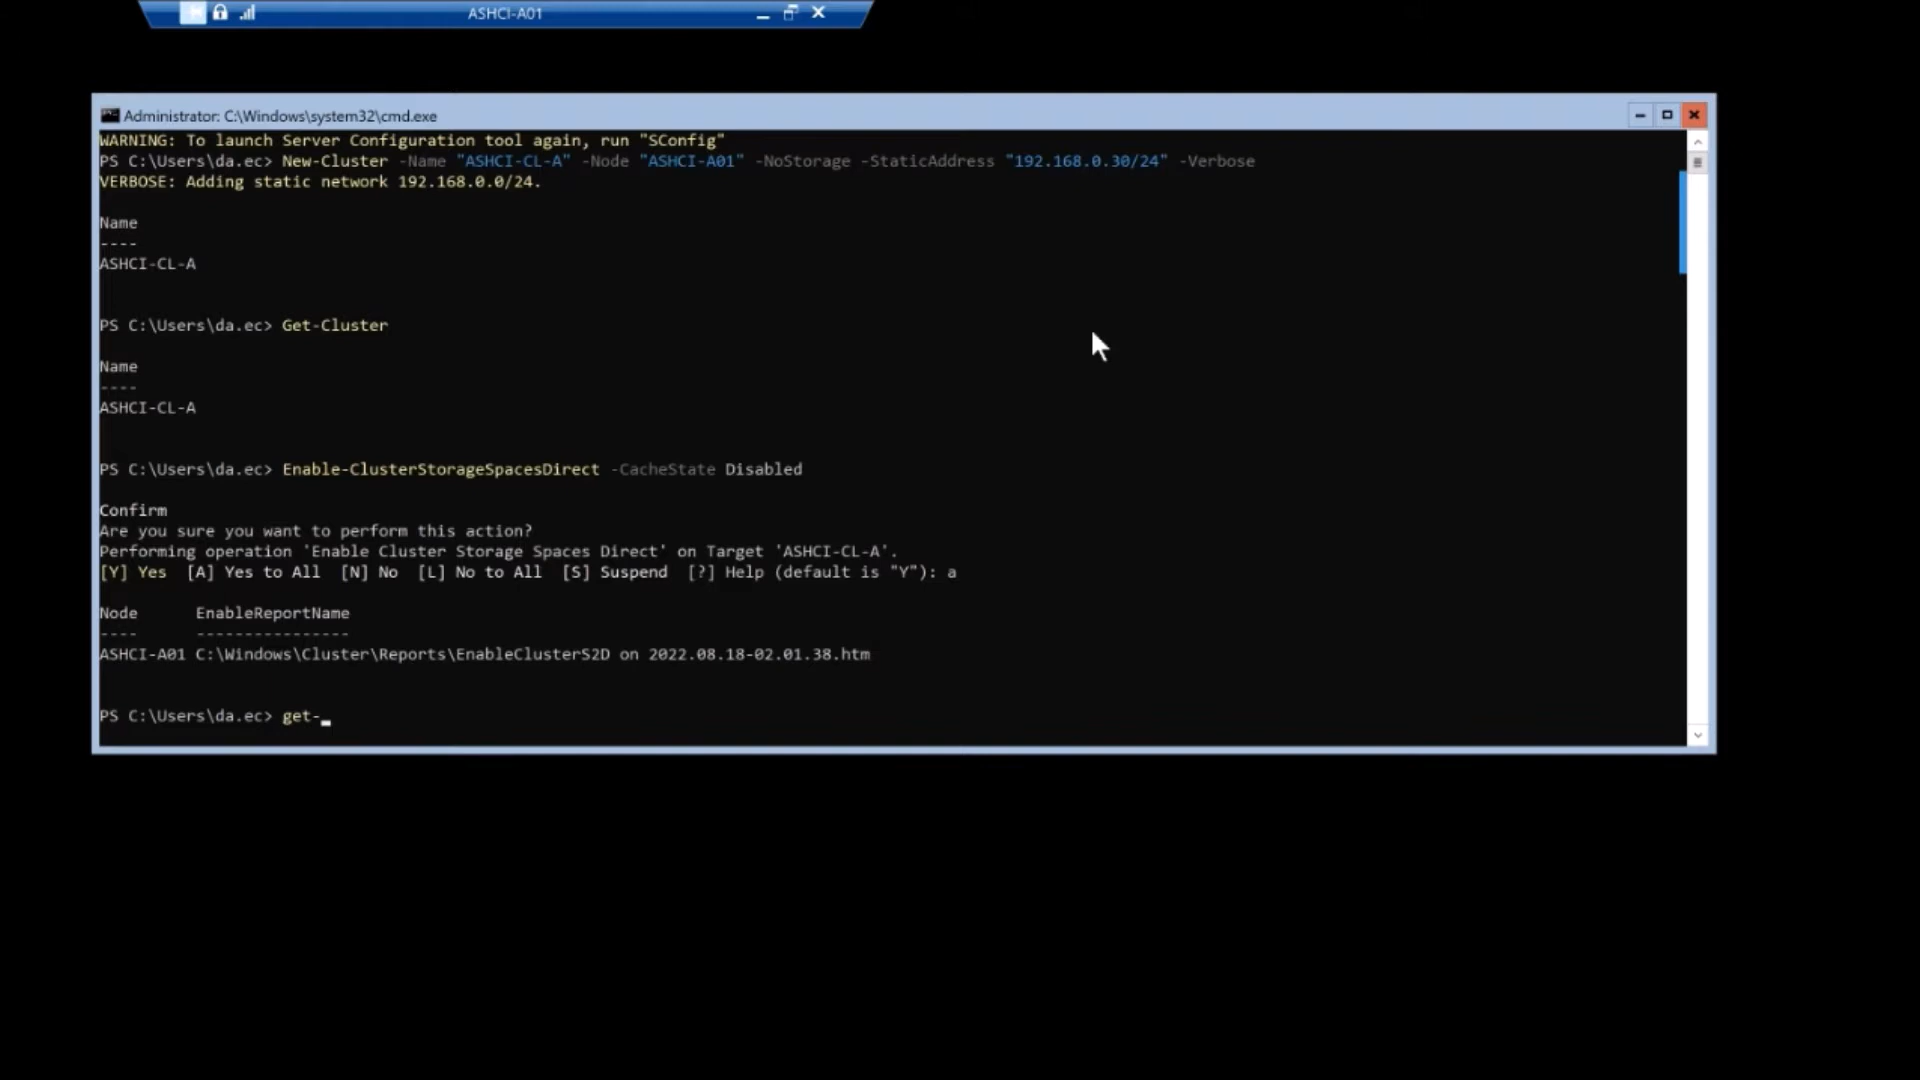 ASHCI-A01
Administrator: C:\Windows\system32\cmd.exe
WARNING: To launch Server Configuration tool again, run "SConfig"
PS C:\Users\da.ec> New-Cluster -Name "ASHCI-CL-A" -Node "ASHCI-A01" -NoStorage -StaticAddress "192.168.0.30/24" -Verbose
VERBOSE: Adding static network 192.168.0.0/24.
Name
----
ASHCI-CL-A
PS C:\Users\da.ec> Get-Cluster
Name
----
ASHCI-CL-A
PS C:\Users\da.ec> Enable-ClusterStorageSpacesDirect -CacheState Disabled
Confirm
Are you sure you want to perform this action?
Performing operation 'Enable Cluster Storage Spaces Direct' on Target 'ASHCI-CL-A'.
[Y] Yes  [A] Yes to All  [N] No  [L] No to All  [S] Suspend  [?] Help (default is "Y"): a
Node      EnableReportName
----      ----------------
ASHCI-A01 C:\Windows\Cluster\Reports\EnableClusterS2D on 2022.08.18-02.01.38.htm
PS C:\Users\da.ec> get-